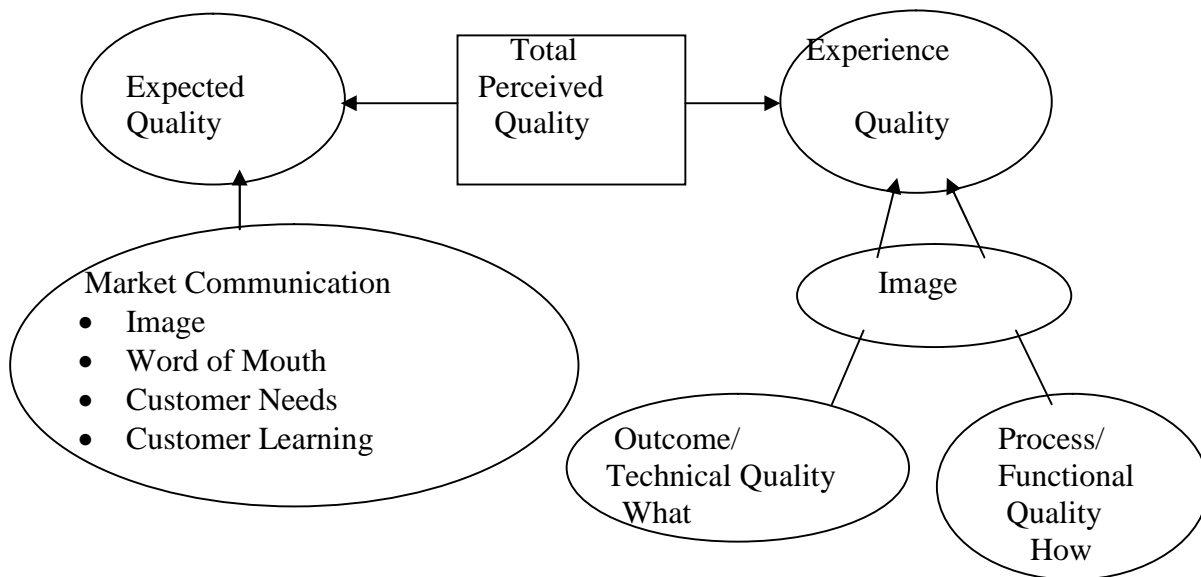 Expected
Quality
Total
Perceived
Quality
Experience
Quality
Market Communication
• Image
• Word of Mouth
• Customer Needs
• Customer Learning
Image
Outcome/
Technical Quality
What
Process/
Functional
Quality
How